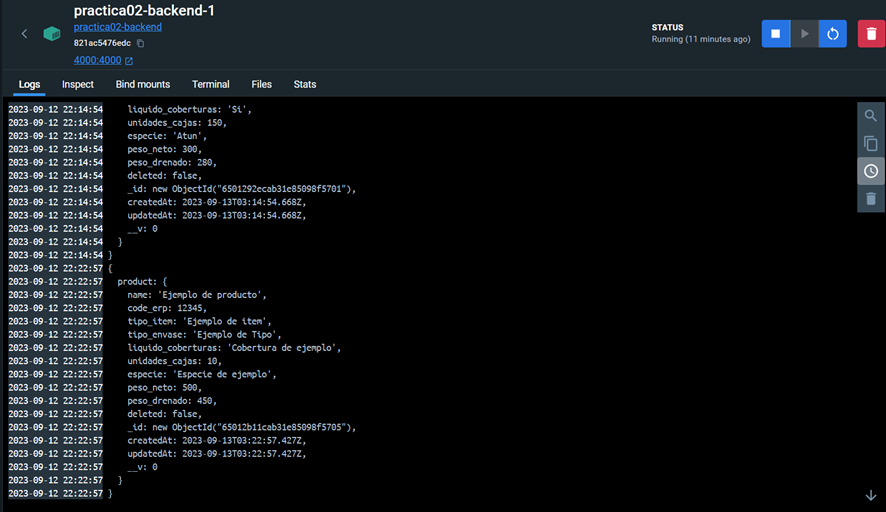 practica02-backend-1
practica02-backend
821ac5476edc
4000:4000
STATUS
Running (11 minutes ago)
Logs Inspect Bind mounts Terminal Files Stats
2023-09-12 22:14:54 liquido_coberturas: 'Si',
2023-09-12 22:14:54 unidades_cajas: 150,
2023-09-12 22:14:54 especie: 'Atun',
2023-09-12 22:14:54 peso_neto: 300,
2023-09-12 22:14:54 peso_drenado: 280,
2023-09-12 22:14:54 deleted: false,
2023-09-12 22:14:54 _id: new ObjectId("6501292ecab31e85098f5701"),
2023-09-12 22:14:54 createdAt: 2023-09-13T03:14:54.668Z,
2023-09-12 22:14:54 updatedAt: 2023-09-13T03:14:54.668Z,
2023-09-12 22:14:54 __v: 0
2023-09-12 22:14:54 }
2023-09-12 22:14:54 }
2023-09-12 22:22:57 {
2023-09-12 22:22:57 product: {
2023-09-12 22:22:57 name: 'Ejemplo de producto',
2023-09-12 22:22:57 code_erp: 12345,
2023-09-12 22:22:57 tipo_item: 'Ejemplo de item',
2023-09-12 22:22:57 tipo_envase: 'Ejemplo de Tipo',
2023-09-12 22:22:57 liquido_coberturas: 'Cobertura de ejemplo',
2023-09-12 22:22:57 unidades_cajas: 10,
2023-09-12 22:22:57 especie: 'Especie de ejemplo',
2023-09-12 22:22:57 peso_neto: 500,
2023-09-12 22:22:57 peso_drenado: 450,
2023-09-12 22:22:57 deleted: false,
2023-09-12 22:22:57 _id: new ObjectId("65012b11cab31e85098f5705"),
2023-09-12 22:22:57 createdAt: 2023-09-13T03:22:57.427Z,
2023-09-12 22:22:57 updatedAt: 2023-09-13T03:22:57.427Z,
2023-09-12 22:22:57 __v: 0
2023-09-12 22:22:57 }
2023-09-12 22:22:57 }